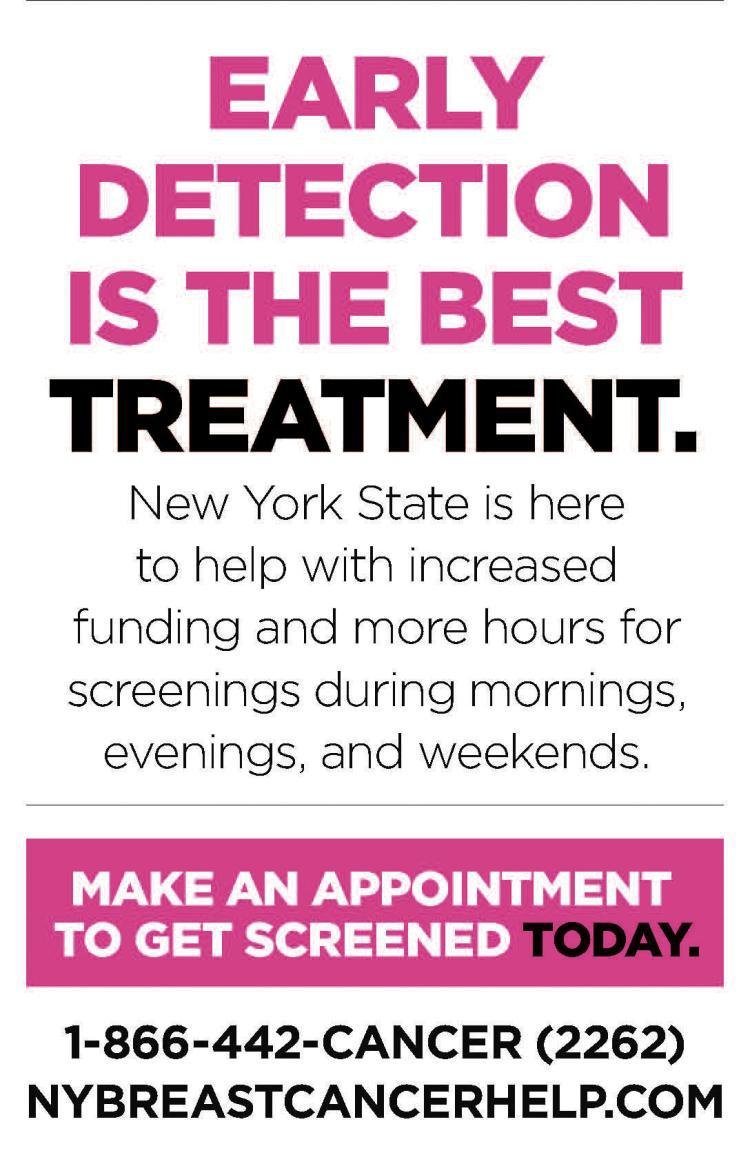 EARLY
DETECTION
IS THE BEST
TREATMENT.
New York State is here
to help with increased
funding and more hours for
screenings during mornings,
evenings, and weekends.
MAKE AN APPOINTMENT
TO GET SCREENED TODAY.
1-866-442-CANCER (2262)
NYBREASTCANCERHELP.COM